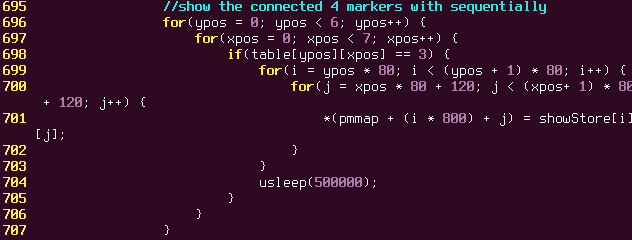 695 //show the connected 4 markers with sequentially
696 for(ypos = 0; ypos < 6; ypos++) {
697 for(xpos = 0; xpos < 7; xpos++) {
698 if(table[ypos][xpos] == 3) {
699 for(i = ypos * 80; i < (ypos + 1) * 80; i++) {
700 for(j = xpos * 80 + 120; j < (xpos+ 1) * 80
+ 120; j++) {
701 *(pmmap + (i * 800) + j) = showStore[i]
[j];
702 }
703 }
704 usleep(500000);
705 }
706 }
707 }